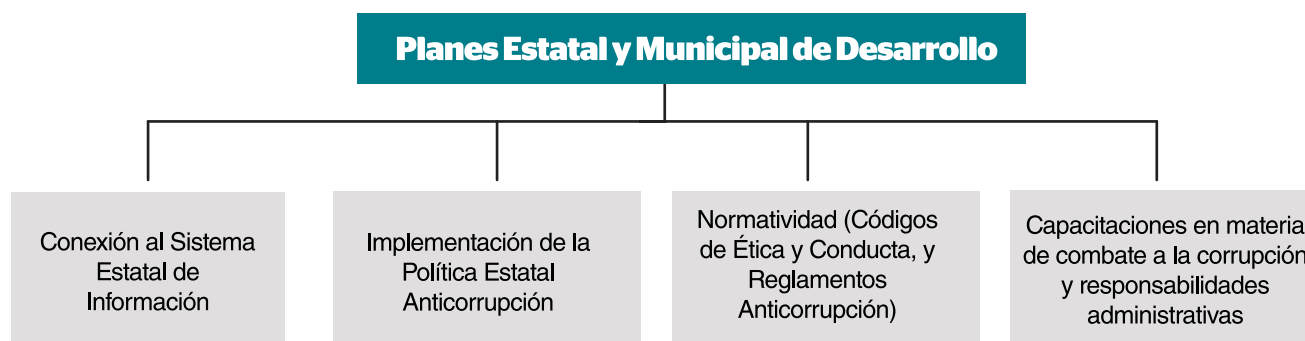 Planes Estatal y Municipal de Desarrollo
Conexión al Sistema
Estatal de
Información
Implementación de la
Política Estatal
Anticorrupción
Normatividad (Códigos
de Ética y Conducta, y
Reglamentos
Anticorrupción)
Capacitaciones en materia
de combate a la corrupción
y responsabilidades
administrativas